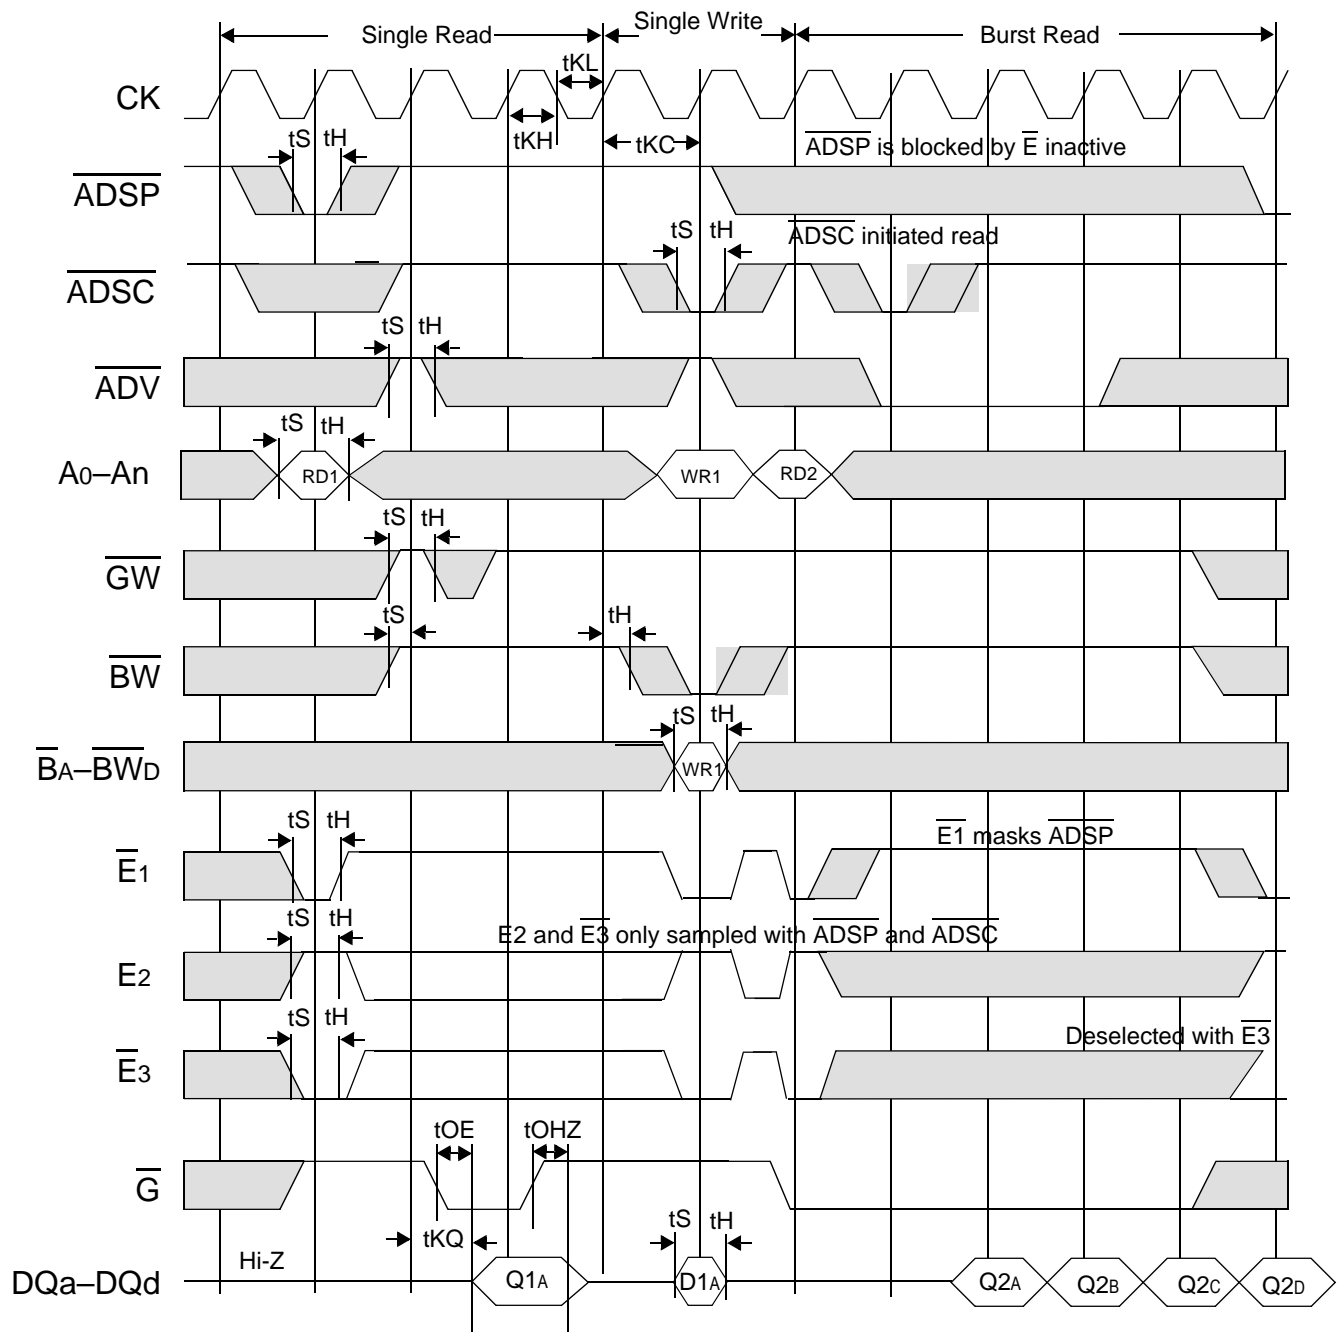 Single Read
Single Write
Burst Read
CK
tKL
tKH
tKC
ADSP is blocked by E inactive
ADSP
tS tH
ADSC initiated read
ADSC
tS tH
ADV
tS tH
A0–An
tS tH
RD1
WR1
RD2
GW
tS tH
BW
tS
tH
BA–BWD
tS tH
WR1
E1 masks ADSP
E1
tS tH
E2 and E3 only sampled with ADSP and ADSC
E2
tS tH
Deselected with E3
E3
tS tH
G
tOE
tOHZ
tKQ
tS tH
DQa–DQd
Hi-Z
Q1A
D1A
Q2A
Q2B
Q2C
Q2D